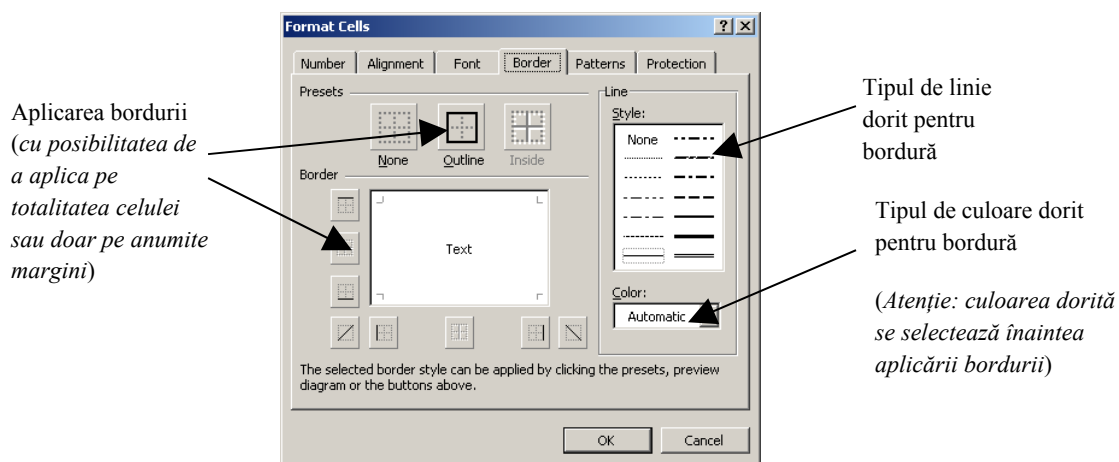 Format Cells
Number Alignment Font Border Patterns Protection
Aplicarea bordurii
(cu posibilitatea de
a aplica pe
totalitatea celulei
sau doar pe anumite
margini)
Presets
None Outline Inside
Border
Text
Line
Style:
None
Color:
Automatic
The selected border style can be applied by clicking the presets, preview
diagram or the buttons above.
OK Cancel
Tipul de linie
dorit pentru
bordură
Tipul de culoare dorit
pentru bordură
(Atenție: culoarea dorită
se selectează înaintea
aplicării bordurii)